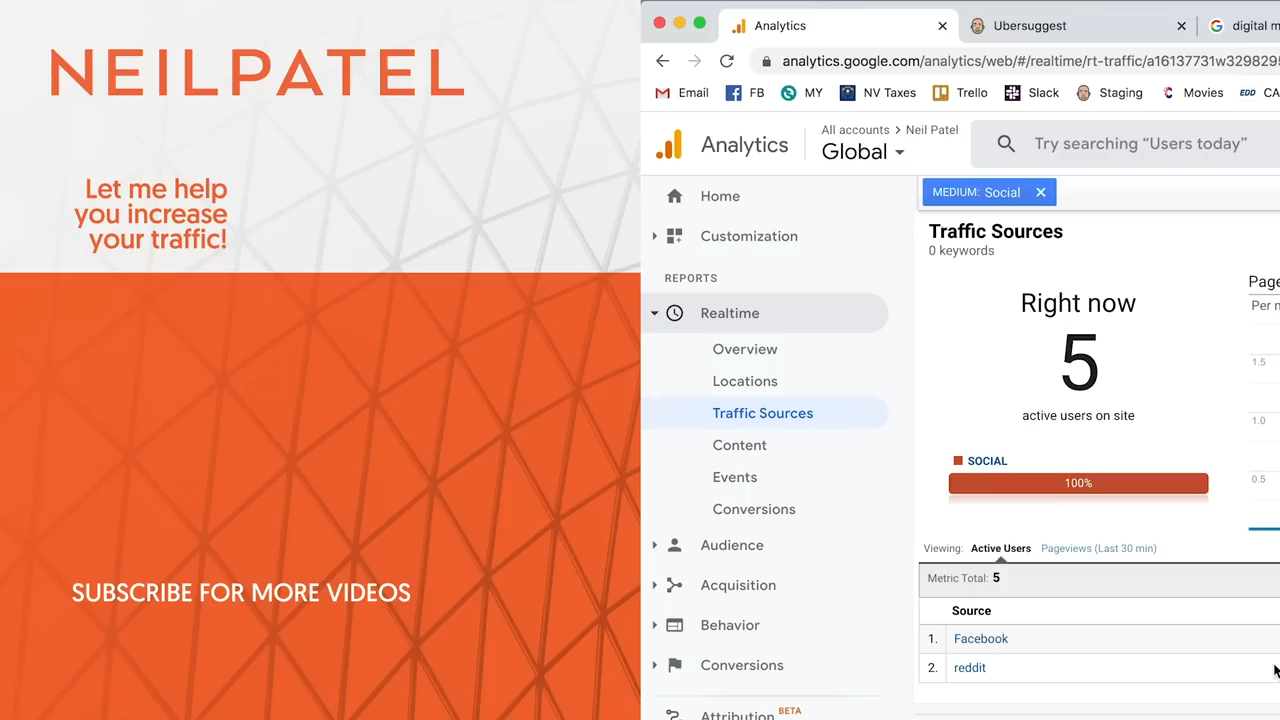 NEILPATEL
Let me help
you increase
your traffic!
SUBSCRIBE FOR MORE VIDEOS
Analytics
Ubersuggest
digital m
analytics.google.com/analytics/web/#/realtime/rt-traffic/a16137731w329829
Email
FB
MY
NV Taxes
Trello
Slack
Staging
Movies
EDD CA
Analytics
All accounts > Neil Patel
Global
Try searching “Users today”
Home
Customization
REPORTS
Realtime
Overview
Locations
Traffic Sources
Content
Events
Conversions
Audience
Acquisition
Behavior
Conversions
Attribution BETA
MEDIUM: Social
Traffic Sources
0 keywords
Right now
5
active users on site
SOCIAL
100%
Page
Per m
1.5
1.0
0.5
Viewing: Active Users Pageviews (Last 30 min)
Metric Total: 5
Source
1. Facebook
2. reddit